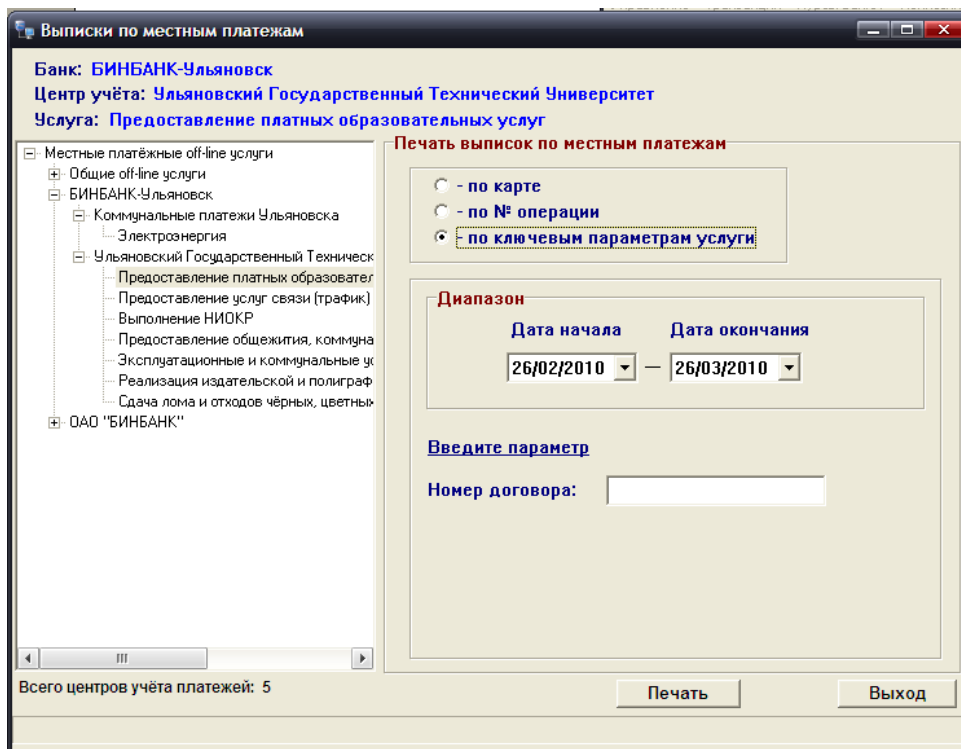 Выписки по местным платежам
Банк: БИНБАНК-Ульяновск
Центр учёта: Ульяновский Государственный Технический Университет
Услуга: Предоставление платных образовательных услуг
Местные платёжные off-line услуги
Общие off-line услуги
БИНБАНК-Ульяновск
Коммунальные платежи Ульяновска
Электроэнергия
Ульяновский Государственный Техническ
Предоставление платных образовател
Предоставление услуг связи (трафик)
Выполнение НИОКР
Предоставление общежития, коммуна
Эксплуатационные и коммунальные ус
Реализация издательской и полиграф
Сдача лома и отходов чёрных, цветных
ОАО "БИНБАНК"
Всего центров учёта платежей: 5
Печать выписок по местным платежам
- по карте
- по № операции
- по ключевым параметрам услуги
Диапазон
Дата начала Дата окончания
26/02/2010 — 26/03/2010
Введите параметр
Номер договора:
Печать Выход